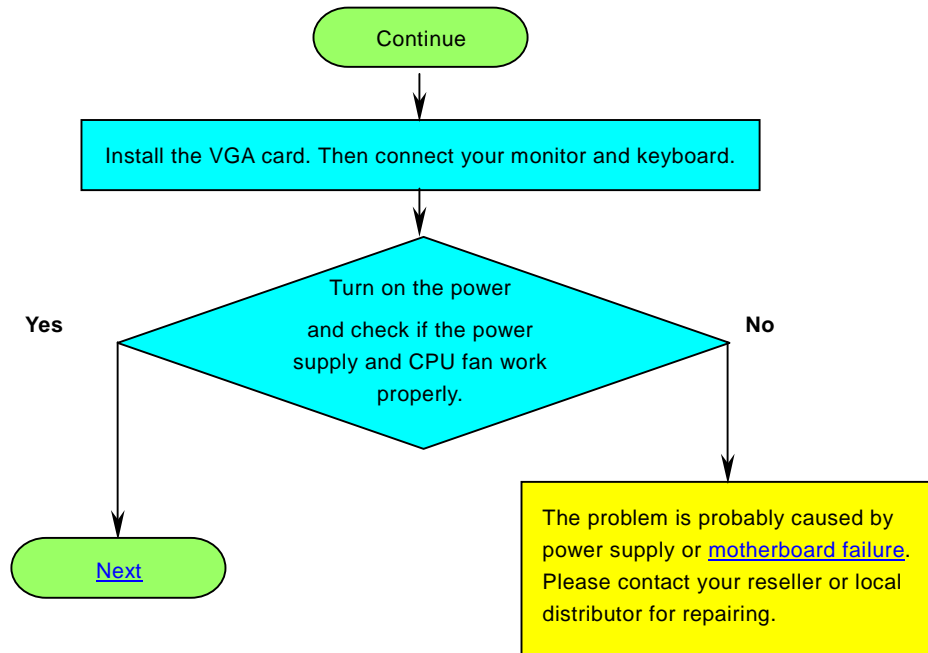 Continue
Install the VGA card. Then connect your monitor and keyboard.
Turn on the power
and check if the power
supply and CPU fan work
properly.
Yes
No
Next
The problem is probably caused by
power supply or motherboard failure.
Please contact your reseller or local
distributor for repairing.